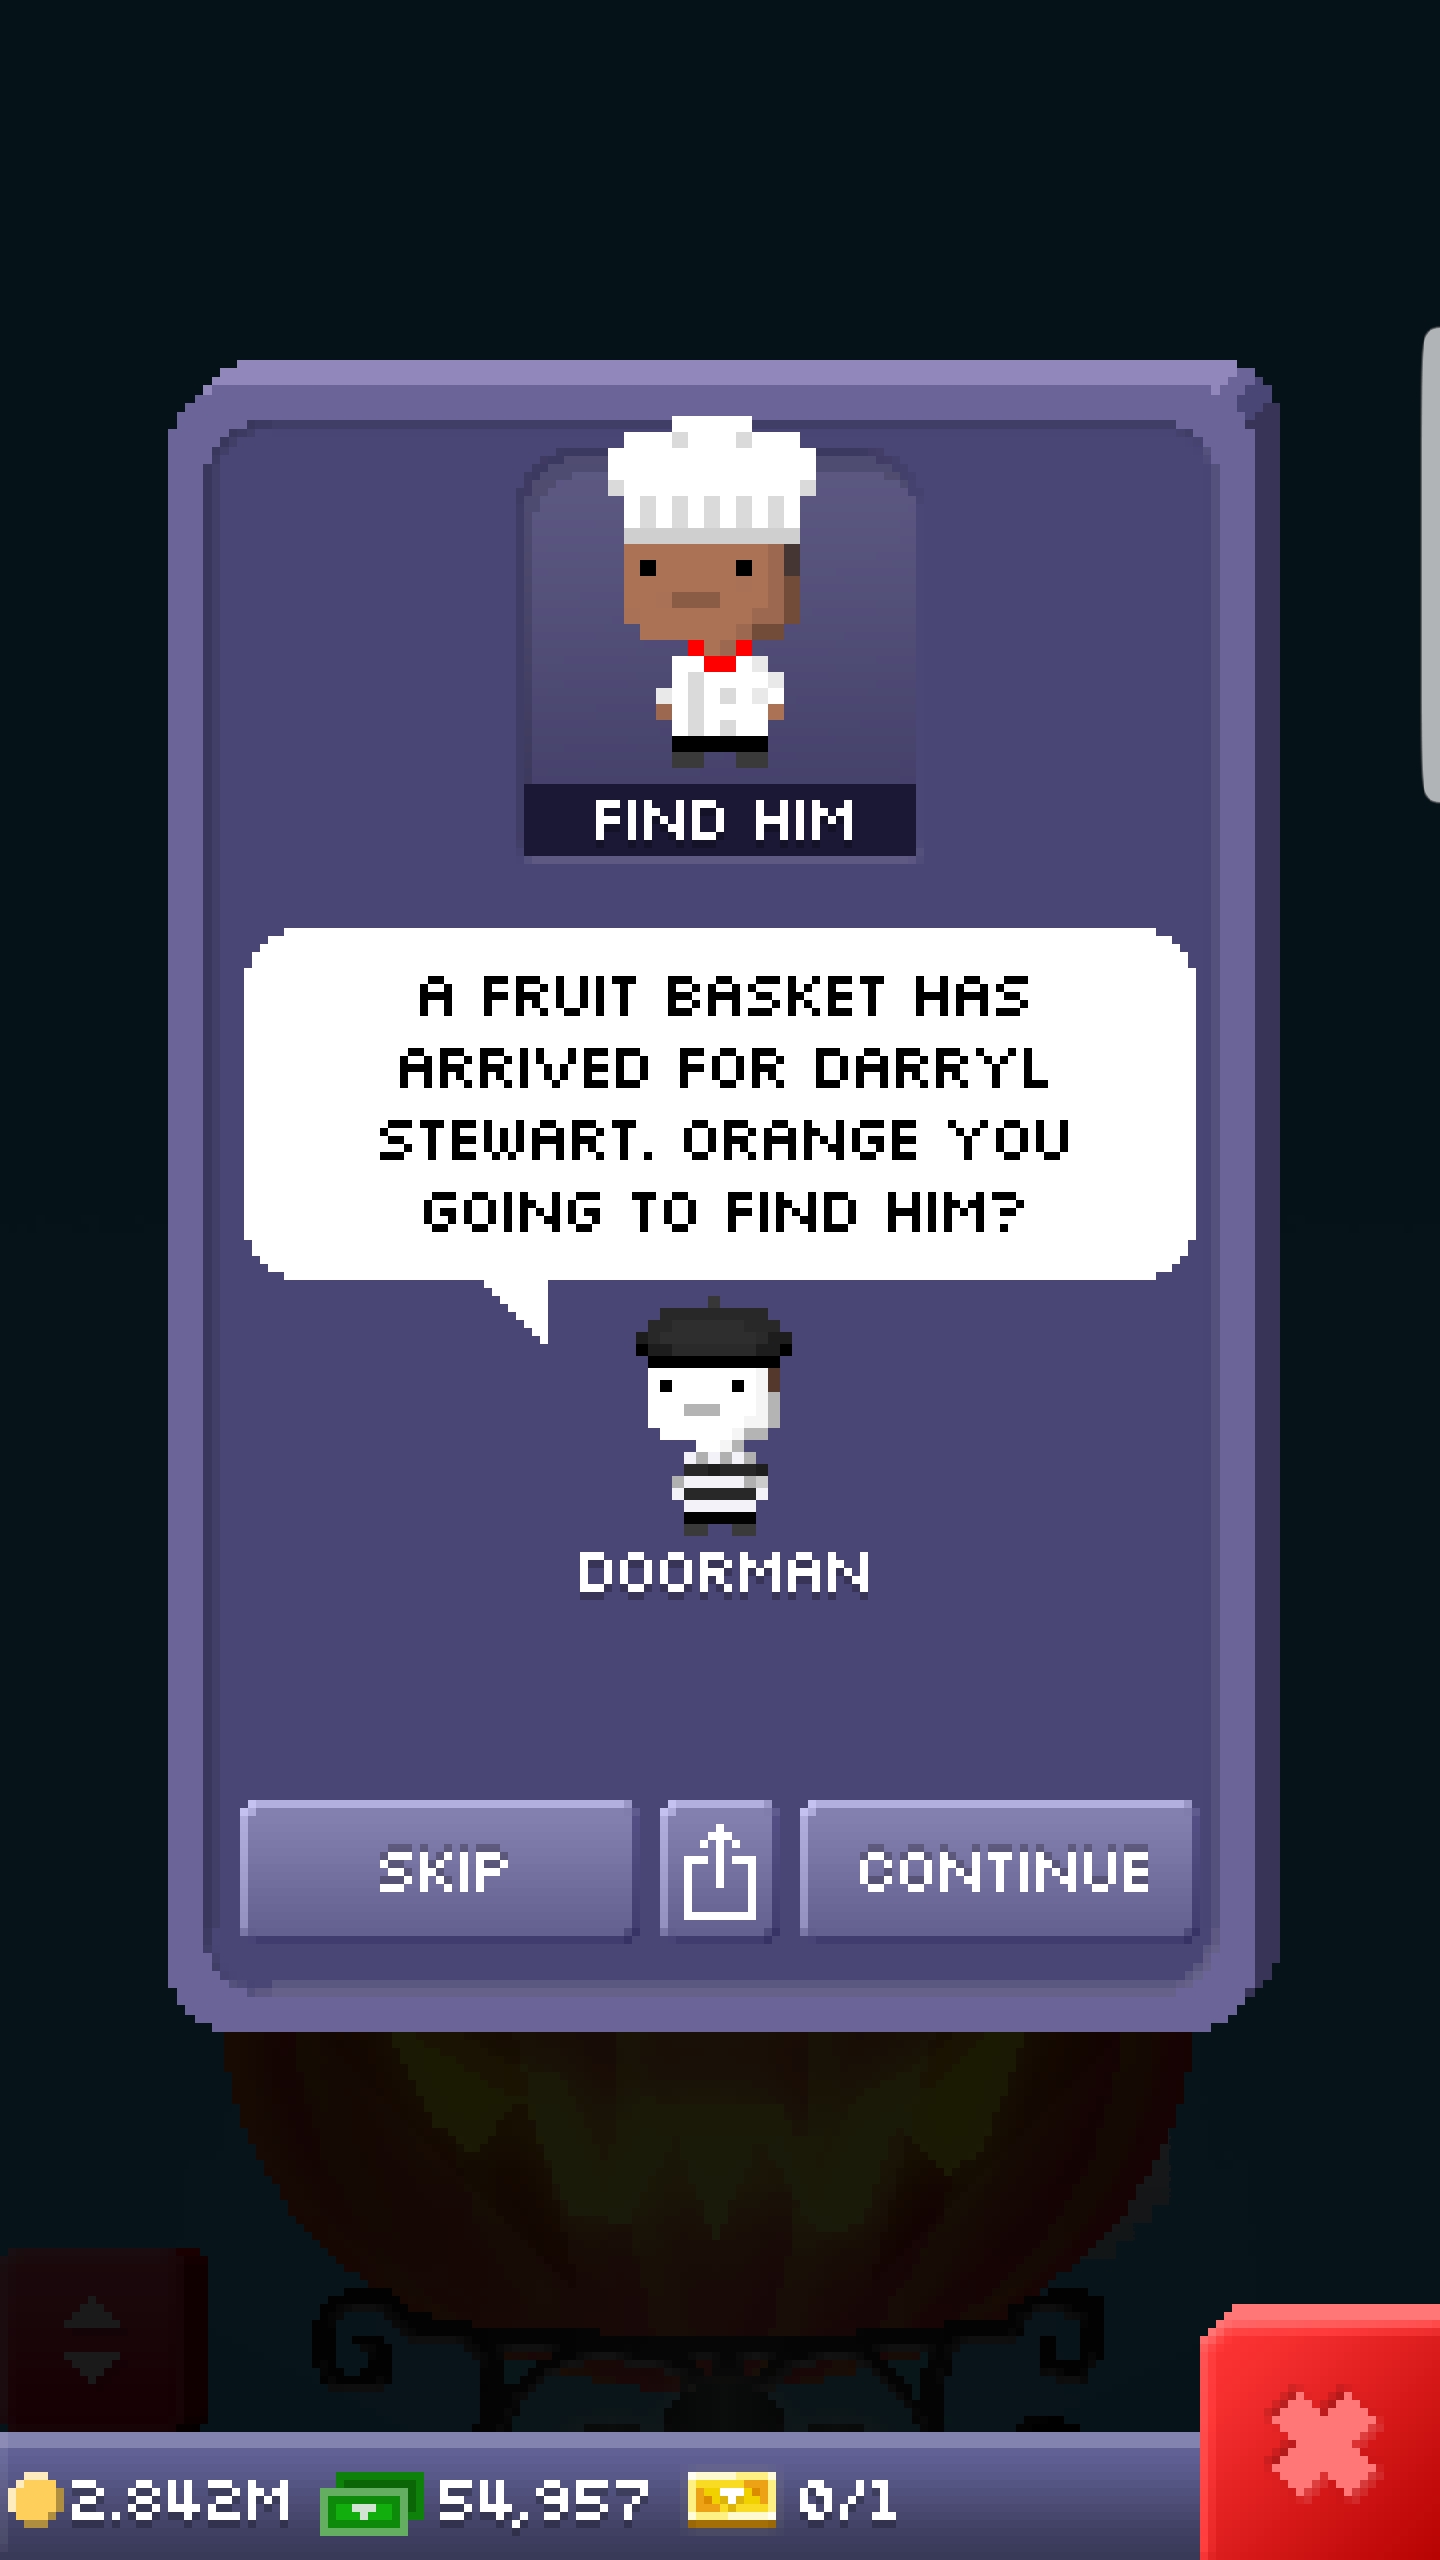 FIND HIM
A FRUIT BASKET HAS
ARRIVED FOR DARRYL
STEWART. ORANGE YOU
GOING TO FIND HIM?
DOORMAN
SKIP
CONTINUE
2.842M
54,957
0/1